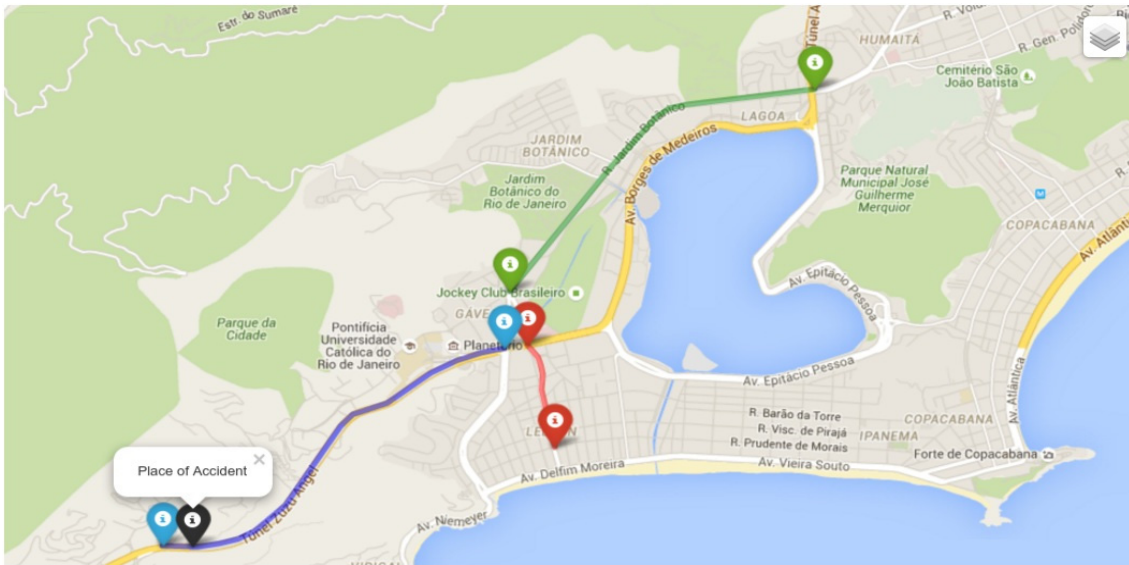 Estr. do Sumaré
Túnel A
R. Volu
HUMAITÁ
R. Gen. Polidoro
Cemitério São
João Batista
LAGOA
R. Jardim Botânico
JARDIM
BOTÂNICO
Av. Borges de Medeiros
Jardim
Botânico do
Rio de Janeiro
Parque Natural
Municipal José
Guilherme
Merquior
COPACABANA
Av. Atlântica
Av. Epitácio Pessoa
Jockey Club Brasileiro
GÁVEA
Parque da
Cidade
Pontifícia
Universidade
Católica do
Rio de Janeiro
Planetário
Av. Epitácio Pessoa
Av. Atlântica
R. Barão da Torre
R. Visc. de Pirajá
R. Prudente de Morais
COPACABANA
IPANEMA
LEBLON
Forte de Copacabana
Av. Delfim Moreira
Av. Vieira Souto
Place of Accident
×
Túnel Zuzu Angel
Av. Niemeyer
VIDIGAL